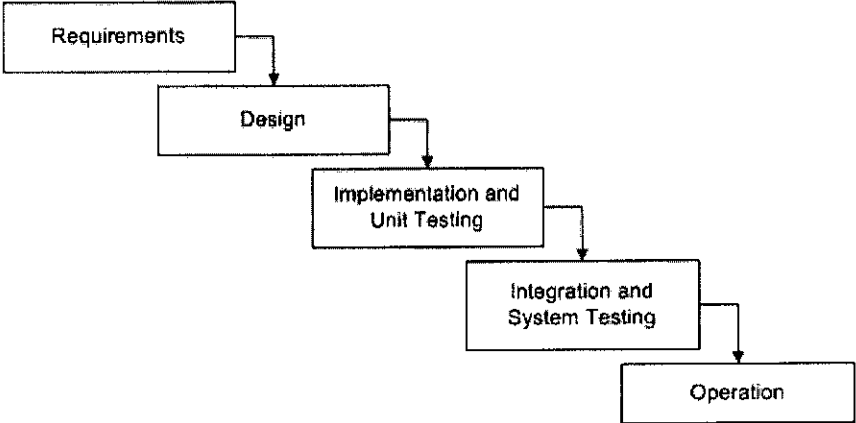 Requirements
Design
Implementation and
Unit Testing
Integration and
System Testing
Operation